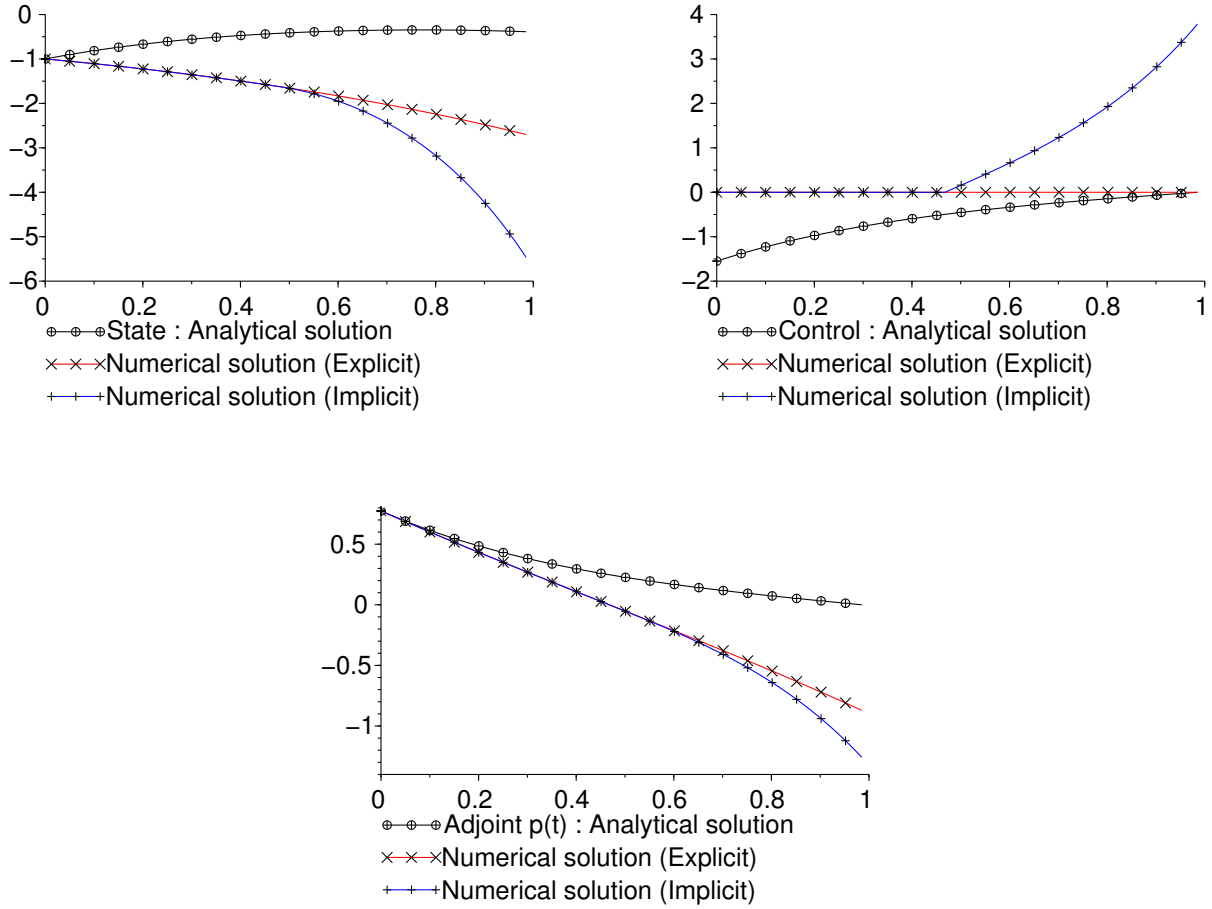 0
−1
−2
−3
−4
−5
−6
0 0.2 0.4 0.6 0.8 1
State : Analytical solution
Numerical solution (Explicit)
Numerical solution (Implicit)
4
3
2
1
0
−1
−2
0 0.2 0.4 0.6 0.8 1
Control : Analytical solution
Numerical solution (Explicit)
Numerical solution (Implicit)
0.5
0
−0.5
−1
0 0.2 0.4 0.6 0.8 1
Adjoint p(t) : Analytical solution
Numerical solution (Explicit)
Numerical solution (Implicit)